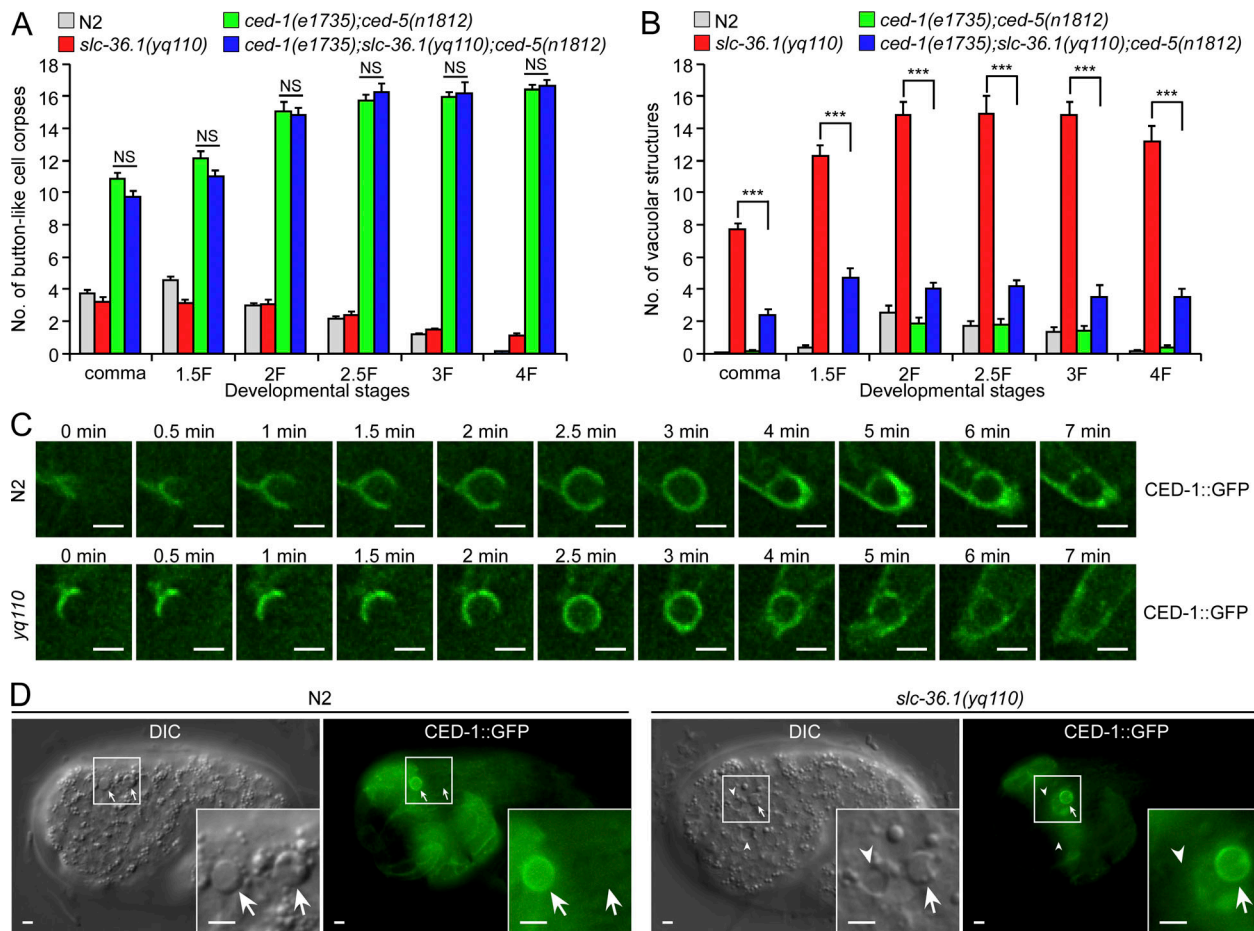 A
N2
ced-1(e1735);ced-5(n1812)
slc-36.1(yq110)
ced-1(e1735);slc-36.1(yq110);ced-5(n1812)
No. of button-like cell corpses
18
16
14
12
10
8
6
4
2
0
NS
NS
NS
NS
NS
NS
comma
1.5F
2F
2.5F
3F
4F
Developmental stages
B
N2
ced-1(e1735);ced-5(n1812)
slc-36.1(yq110)
ced-1(e1735);slc-36.1(yq110);ced-5(n1812)
No. of vacuolar structures
18
16
14
12
10
8
6
4
2
0
***
***
***
***
***
***
comma
1.5F
2F
2.5F
3F
4F
Developmental stages
C
0 min 0.5 min 1 min 1.5 min 2 min 2.5 min 3 min 4 min 5 min 6 min 7 min
N2
CED-1::GFP
0 min 0.5 min 1 min 1.5 min 2 min 2.5 min 3 min 4 min 5 min 6 min 7 min
yq110
CED-1::GFP
D
N2
DIC
CED-1::GFP
slc-36.1(yq110)
DIC
CED-1::GFP